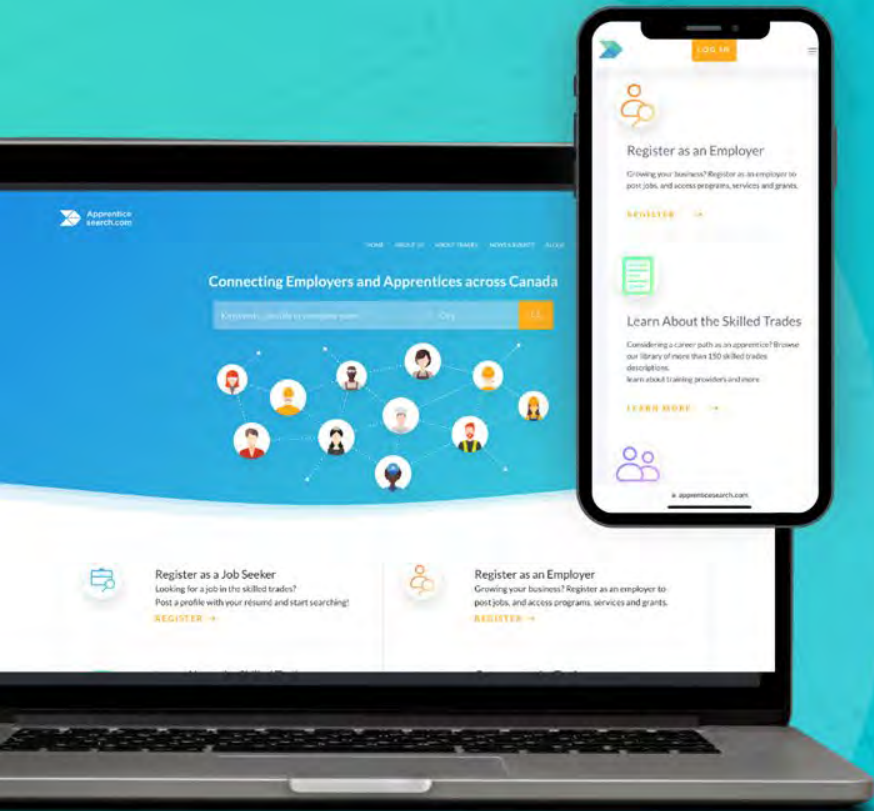 Apprentice
search.com
HOME ABOUT US ABOUT TRADES NEWS & EVENTS BLOGS
Connecting Employers and Apprentices across Canada
City
Register as a Job Seeker
Looking for a job in the skilled trades?
Post a profile with your résumé and start searching!
REGISTER →
Register as an Employer
Growing your business? Register as an employer to
post jobs, and access programs, services and grants.
REGISTER →
LOG IN
Register as an Employer
Growing your business? Register as an employer to
post jobs, and access programs, services and grants.
REGISTER →
Learn About the Skilled Trades
Considering a career path as an apprentice? Browse
our library of more than 150 skilled trades
descriptions.
learn about training providers and more
LEARN MORE →
apprenticesearch.com